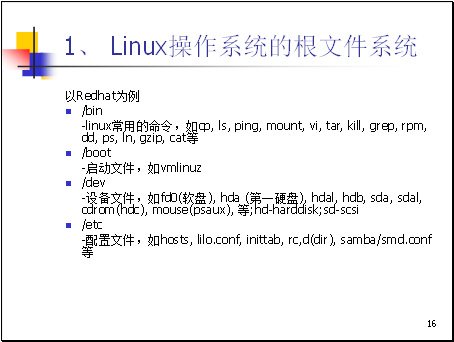 1、 Linux操作系统的根文件系统
以Redhat为例
/bin
-linux常用的命令，如cp, ls, ping, mount, vi, tar, kill, grep, rpm,
dd, ps, ln, gzip, cat等
/boot
-启动文件，如vmlinuz
/dev
-设备文件，如fd0(软盘), hda (第一硬盘), hdal, hdb, sda, sdal,
cdrom(hdc), mouse(psaux), 等;hd-harddisk;sd-scsi
/etc
-配置文件，如hosts, lilo.conf, inittab, rc,d(dir), samba/smd.conf
等
16